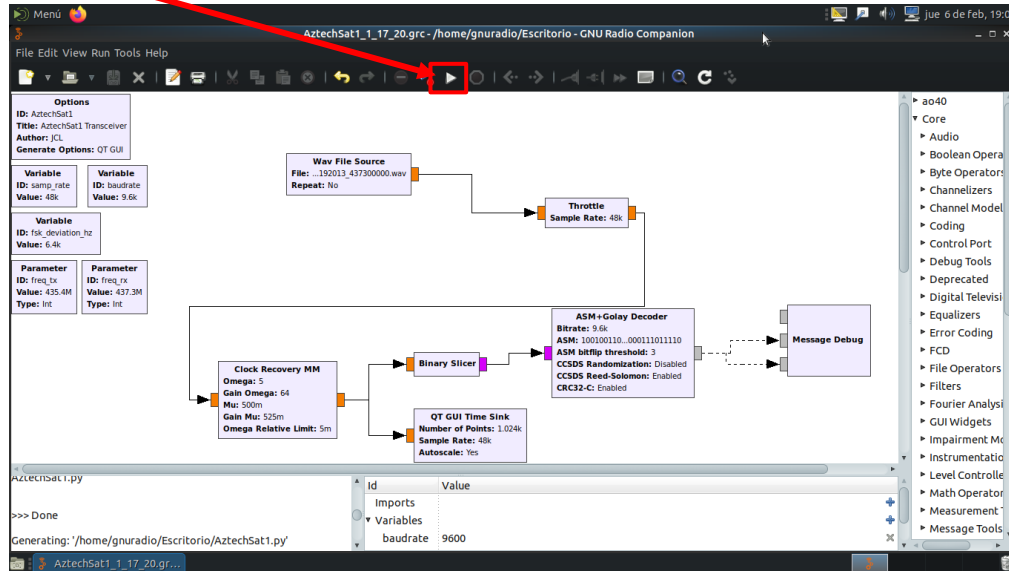 Menú
jue 6 de feb, 19:0
AztechSat1_1_17_20.grc - /home/gnuradio/Escritorio - GNU Radio Companion
File Edit View Run Tools Help
Options
ID: AztechSat1
Title: AztechSat1 Transceiver
Author: JCL
Generate Options: QT GUI
Variable
ID: samp_rate
Value: 48k
Variable
ID: baudrate
Value: 9.6k
Variable
ID: fsk_deviation_hz
Value: 6.4k
Parameter
ID: freq_tx
Value: 435.4M
Type: Int
Parameter
ID: freq_rx
Value: 437.3M
Type: Int
Wav File Source
File: ...192013_437300000.wav
Repeat: No
Throttle
Sample Rate: 48k
Clock Recovery MM
Omega: 5
Gain Omega: 64
Mu: 500m
Gain Mu: 525m
Omega Relative Limit: 5m
Binary Slicer
QT GUI Time Sink
Number of Points: 1.024k
Sample Rate: 48k
Autoscale: Yes
ASM+Golay Decoder
Bitrate: 9.6k
ASM: 100100110...000111011110
ASM bitflip threshold: 3
CCSDS Randomization: Disabled
CCSDS Reed-Solomon: Enabled
CRC32-C: Enabled
Message Debug
ao40
Core
Audio
Boolean Opera
Byte Operators
Channelizers
Channel Model
Coding
Control Port
Debug Tools
Deprecated
Digital Televisi
Equalizers
Error Coding
FCD
File Operators
Filters
Fourier Analysi
GUI Widgets
Impairment Mo
Instrumentatio
Level Controlle
Math Operator
Measurement
Message Tools
AztechSat1.py
>>> Done
Generating: '/home/gnuradio/Escritorio/AztechSat1.py'
Id Value
Imports
Variables
baudrate 9600
AztechSat1_1_17_20.gr...